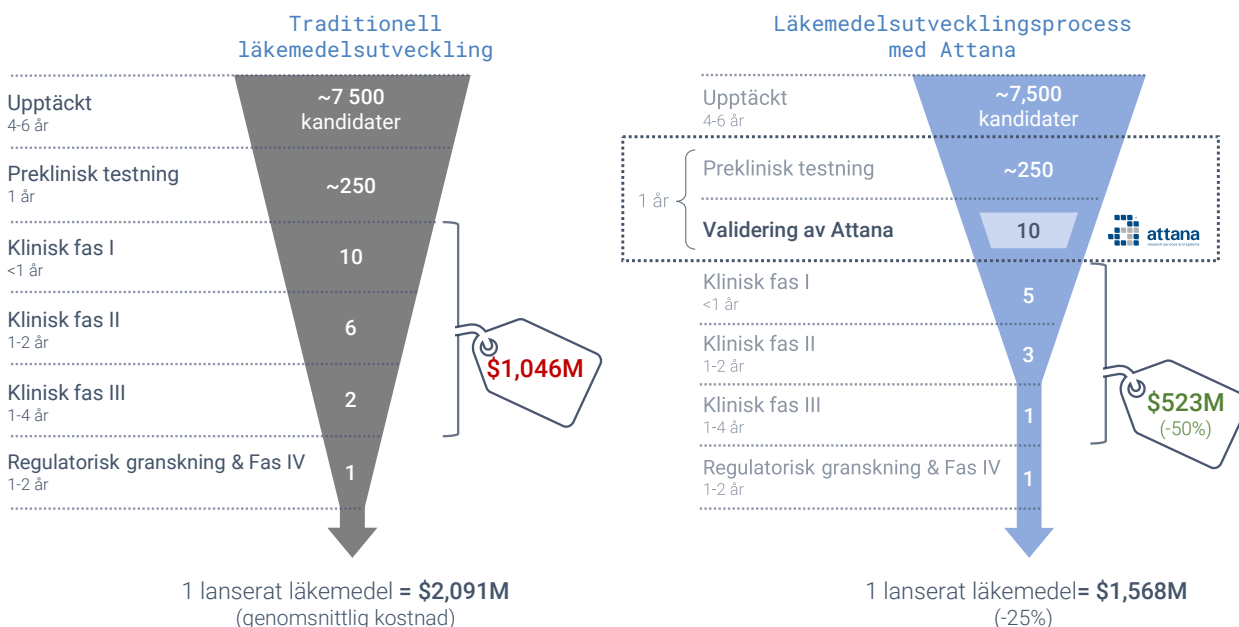 Traditionell
läkemedelsutveckling
Upptäckt
4-6 år
~7 500
kandidater
Preklinisk testning
1 år
~250
Klinisk fas I
<1 år
10
Klinisk fas II
1-2 år
6
Klinisk fas III
1-4 år
2
Regulatorisk granskning & Fas IV
1-2 år
1
$1,046M
1 lanserat läkemedel = $2,091M
(genomsnittlig kostnad)
Läkemedelsutvecklingsprocess
med Attana
Upptäckt
4-6 år
~7,500
kandidater
1 år
Preklinisk testning
~250
Validering av Attana
10
attana
research services and systems
Klinisk fas I
<1 år
5
Klinisk fas II
1-2 år
3
Klinisk fas III
1-4 år
1
Regulatorisk granskning & Fas IV
1-2 år
1
$523M
(-50%)
1 lanserat läkemedel= $1,568M
(-25%)